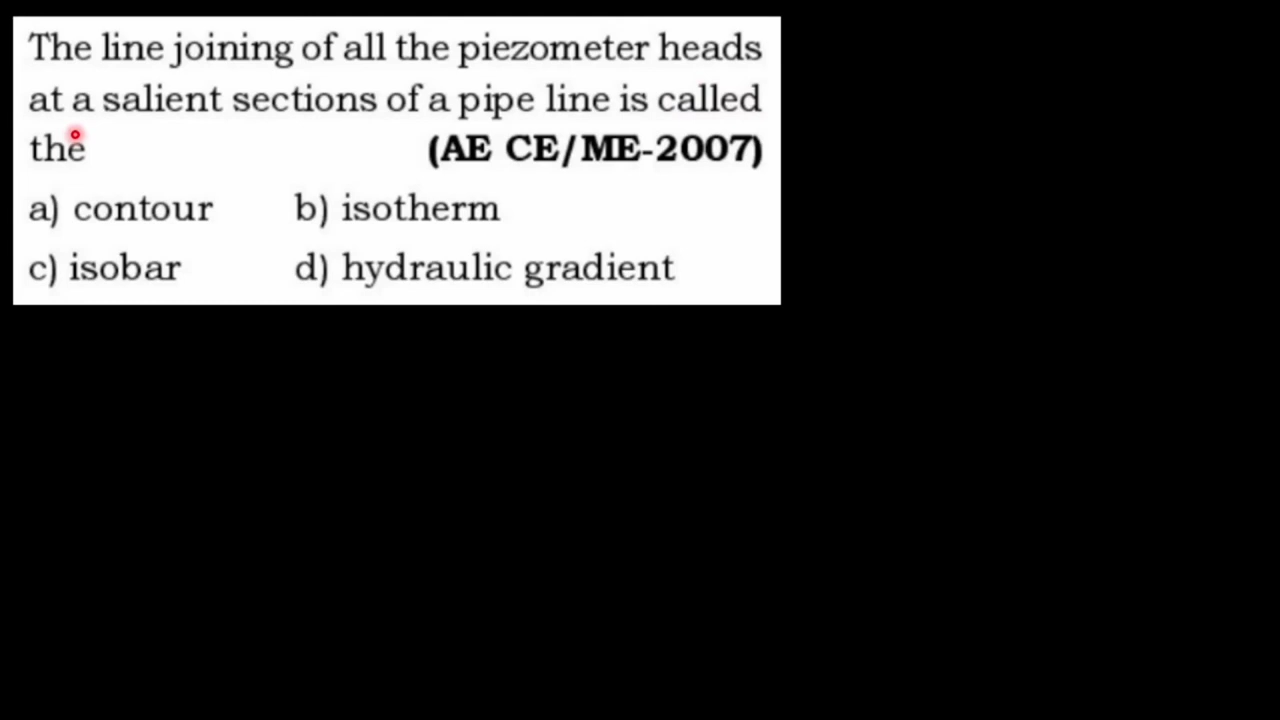 The line joining of all the piezometer heads
at a salient sections of a pipe line is called
the (AE CE/ME-2007)
a) contour b) isotherm
c) isobar d) hydraulic gradient